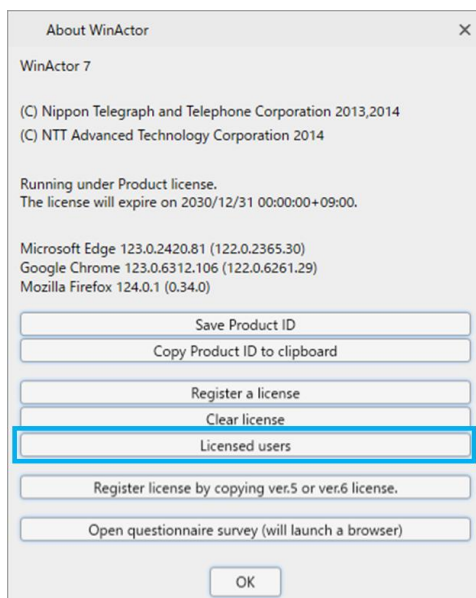 About WinActor
WinActor 7
(C) Nippon Telegraph and Telephone Corporation 2013,2014
(C) NTT Advanced Technology Corporation 2014
Running under Product license.
The license will expire on 2030/12/31 00:00:00+09:00.
Microsoft Edge 123.0.2420.81 (122.0.2365.30)
Google Chrome 123.0.6312.106 (122.0.6261.29)
Mozilla Firefox 124.0.1 (0.34.0)
Save Product ID
Copy Product ID to clipboard
Register a license
Clear license
Licensed users
Register license by copying ver.5 or ver.6 license.
Open questionnaire survey (will launch a browser)
OK